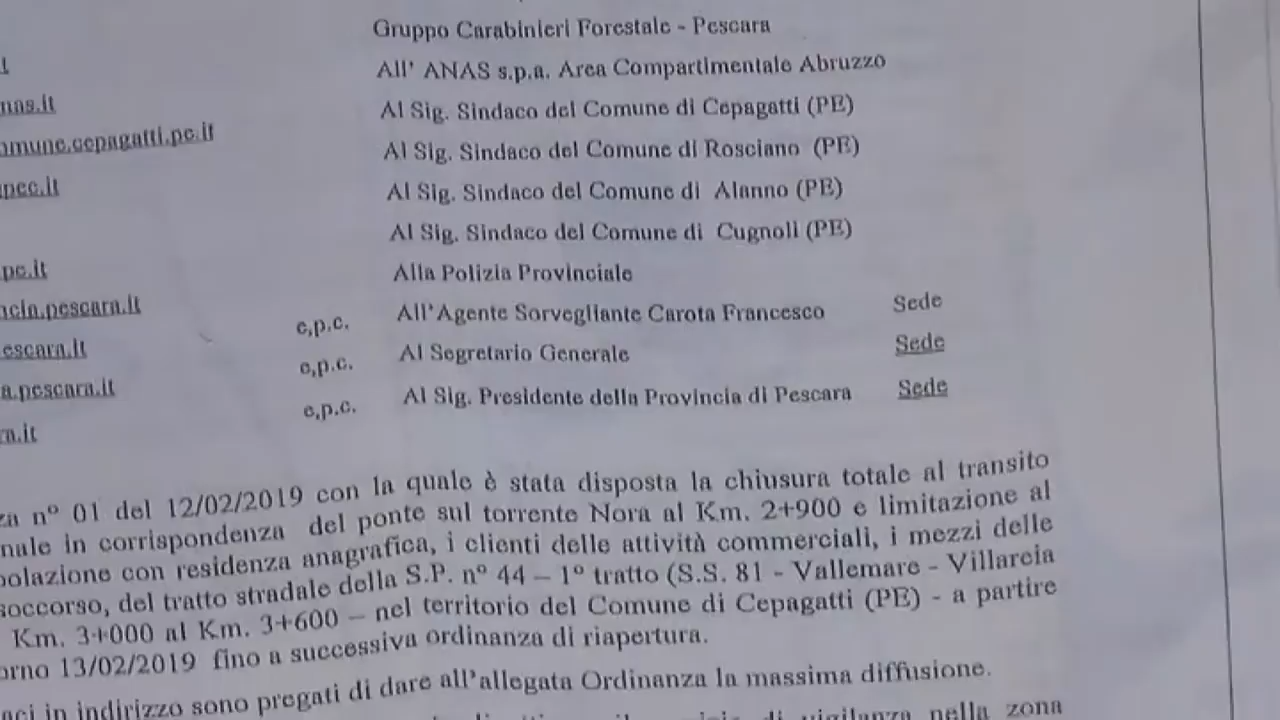 Gruppo Carabinieri Forestale - Pescara
All' ANAS s.p.a. Area Compartimentale Abruzzo
nas.it Al Sig. Sindaco del Comune di Cepagatti (PE)
omune.cepagatti.pe.it Al Sig. Sindaco del Comune di Rosciano (PE)
pec.it Al Sig. Sindaco del Comune di Alanno (PE)
Al Sig. Sindaco del Comune di Cugnoli (PE)
pe.it Alla Polizia Provinciale
ncia.pescara.it c,p.c. All'Agente Sorvegliante Carota Francesco Sede
escara.it c,p.c. Al Segretario Generale Sede
a.pescara.it c,p.c. Al Sig. Presidente della Provincia di Pescara Sede
ra.it
za n° 01 del 12/02/2019 con la quale è stata disposta la chiusura totale al transito
nale in corrispondenza del ponte sul torrente Nora al Km. 2+900 e limitazione al
polazione con residenza anagrafica, i clienti delle attività commerciali, i mezzi delle
soccorso, del tratto stradale della S.P. n° 44 – 1° tratto (S.S. 81 - Vallemare - Villareia
Km. 3+000 al Km. 3+600 – nel territorio del Comune di Cepagatti (PE) - a partire
orno 13/02/2019 fino a successiva ordinanza di riapertura.
aci in indirizzo sono pregati di dare all'allegata Ordinanza la massima diffusione.
di vigilanza nella zona